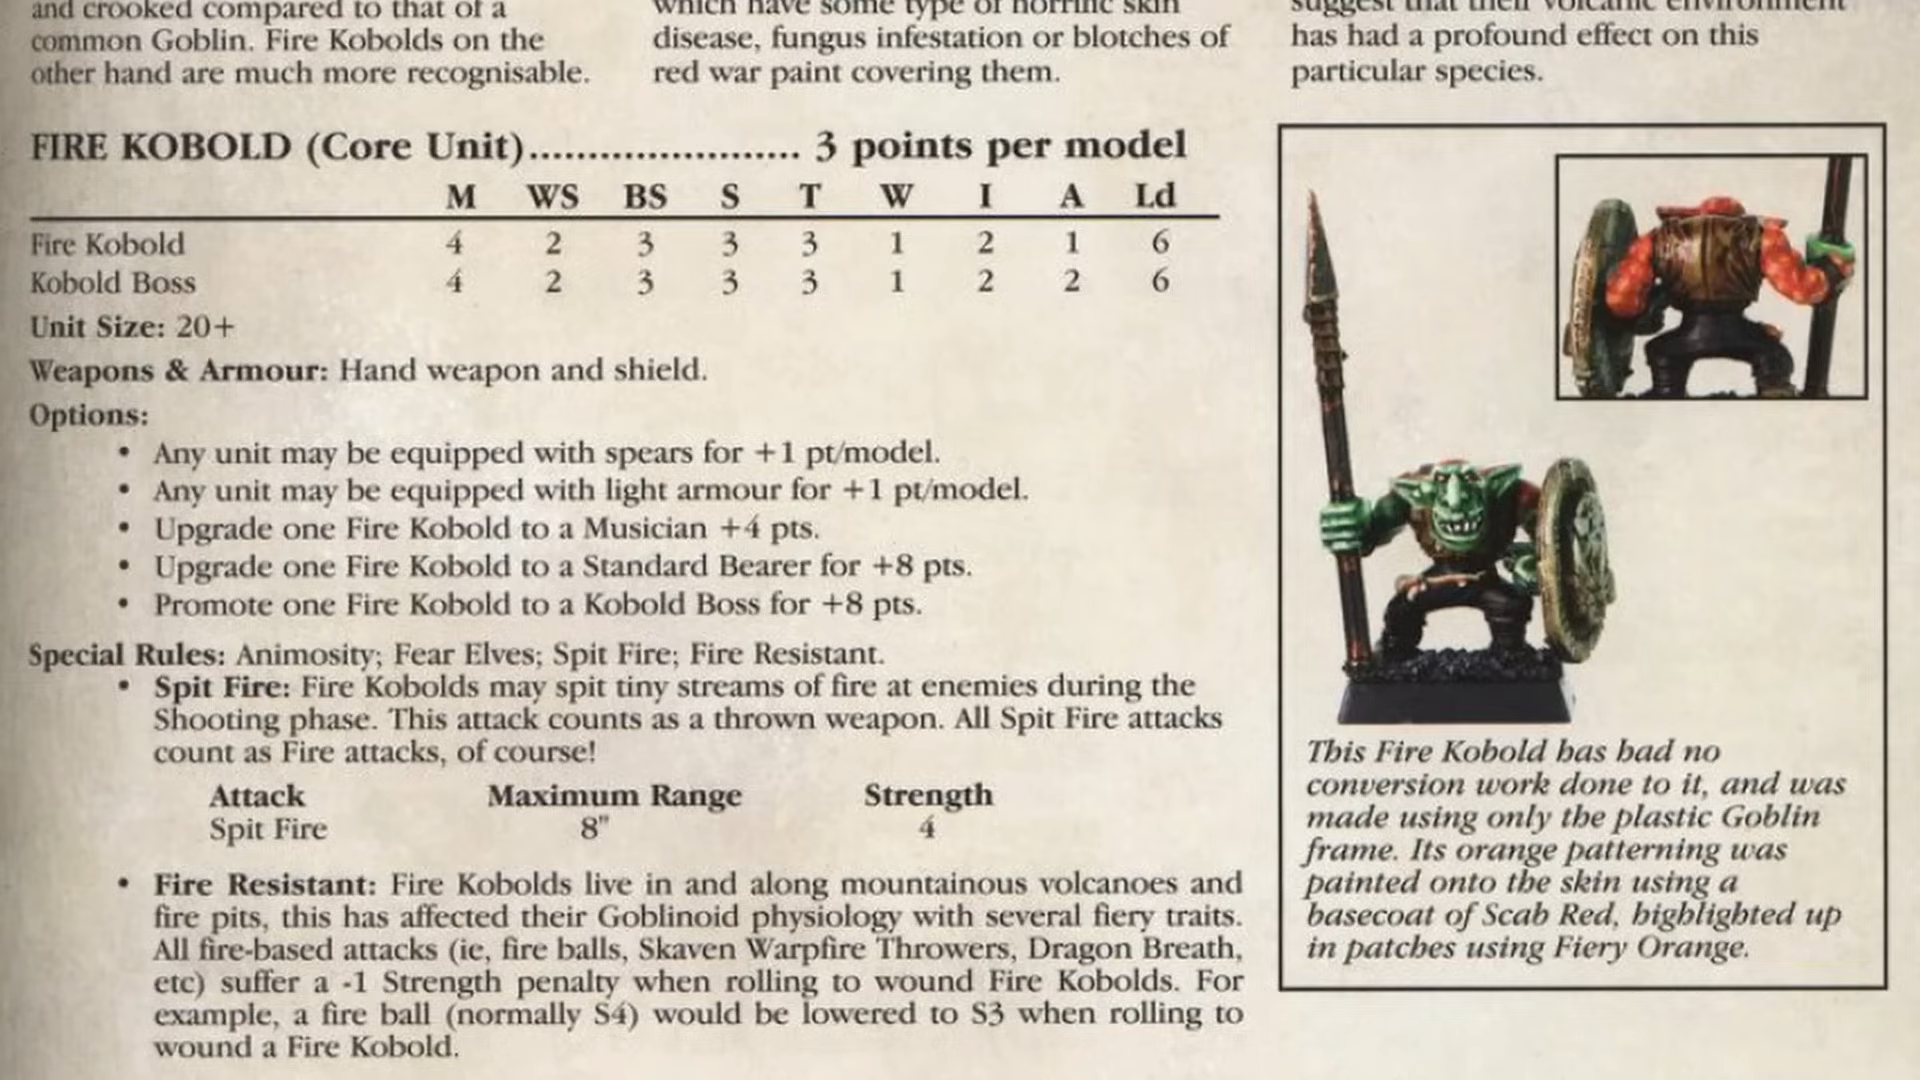 and crooked compared to that of a
common Goblin. Fire Kobolds on the
other hand are much more recognisable.
which have some type of horrific skin
disease, fungus infestation or blotches of
red war paint covering them.
suggest that their volcanic environment
has had a profound effect on this
particular species.
FIRE KOBOLD (Core Unit)....................... 3 points per model
M WS BS S T W I A Ld
Fire Kobold 4 2 3 3 3 1 2 1 6
Kobold Boss 4 2 3 3 3 1 2 2 6
Unit Size: 20+
Weapons & Armour: Hand weapon and shield.
Options:
• Any unit may be equipped with spears for +1 pt/model.
• Any unit may be equipped with light armour for +1 pt/model.
• Upgrade one Fire Kobold to a Musician +4 pts.
• Upgrade one Fire Kobold to a Standard Bearer for +8 pts.
• Promote one Fire Kobold to a Kobold Boss for +8 pts.
Special Rules: Animosity; Fear Elves; Spit Fire; Fire Resistant.
• Spit Fire: Fire Kobolds may spit tiny streams of fire at enemies during the
Shooting phase. This attack counts as a thrown weapon. All Spit Fire attacks
count as Fire attacks, of course!
Attack Maximum Range Strength
Spit Fire 8" 4
• Fire Resistant: Fire Kobolds live in and along mountainous volcanoes and
fire pits, this has affected their Goblinoid physiology with several fiery traits.
All fire-based attacks (ie, fire balls, Skaven Warpfire Throwers, Dragon Breath,
etc) suffer a -1 Strength penalty when rolling to wound Fire Kobolds. For
example, a fire ball (normally S4) would be lowered to S3 when rolling to
wound a Fire Kobold.
This Fire Kobold has had no
conversion work done to it, and was
made using only the plastic Goblin
frame. Its orange patterning was
painted onto the skin using a
basecoat of Scab Red, highlighted up
in patches using Fiery Orange.